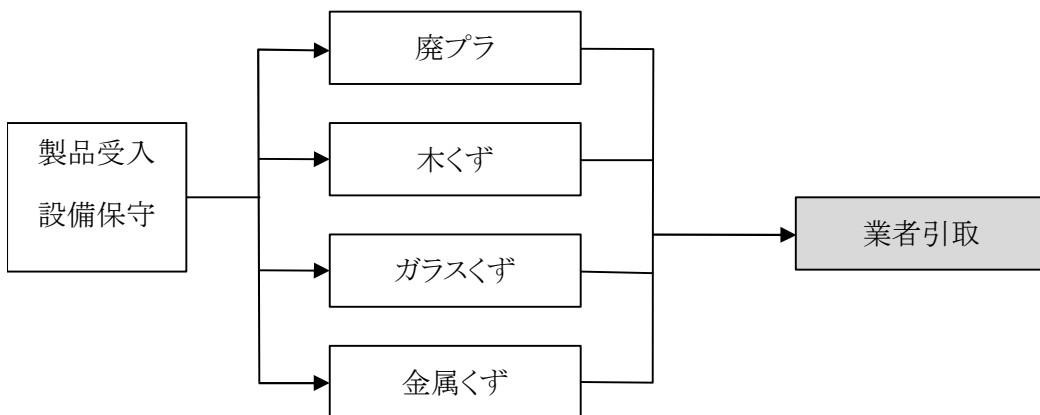 製品受入
設備保守
廃プラ
木くず
ガラスくず
金属くず
業者引取